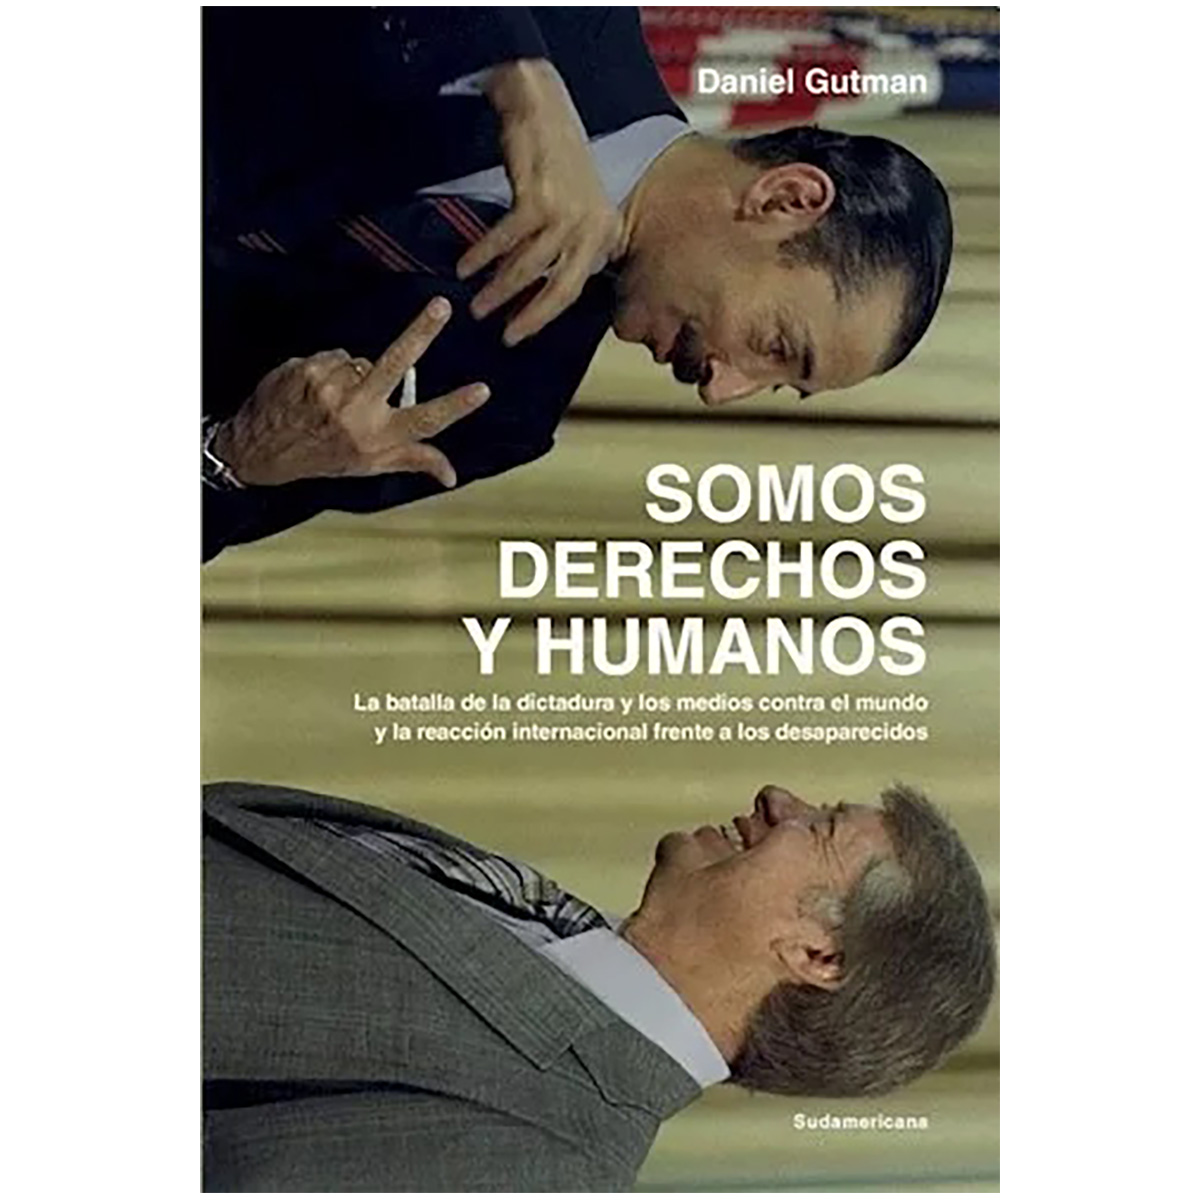 Daniel Gutman
SOMOS
DERECHOS
Y HUMANOS
La batalla de la dictadura y los medios contra el mundo
y la reacción internacional frente a los desaparecidos
Sudamericana